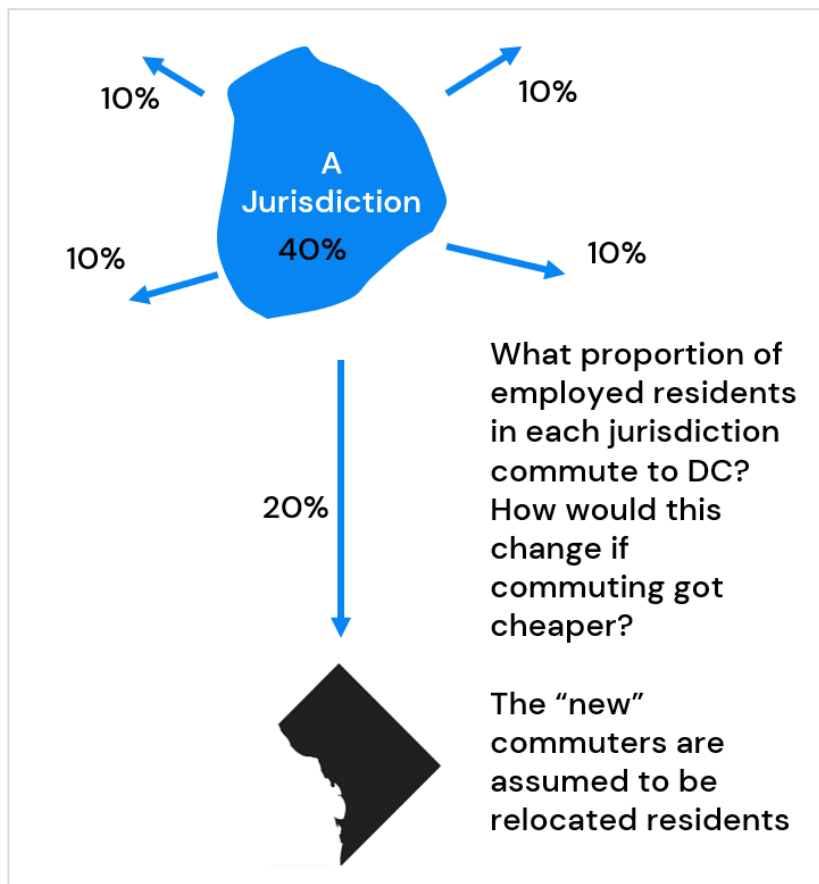 10%
10%
A
Jurisdiction
40%
10%
10%
What proportion of
employed residents
in each jurisdiction
commute to DC?
How would this
change if
commuting got
cheaper?
20%
The “new”
commuters are
assumed to be
relocated residents